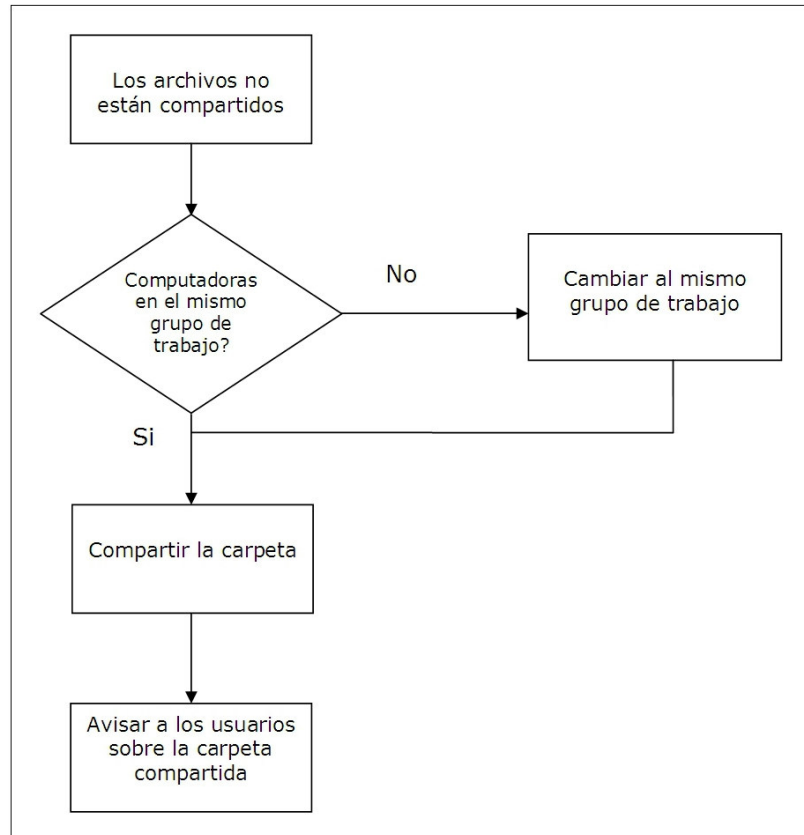 Los archivos no
están compartidos
Computadoras
en el mismo
grupo de
trabajo?
No
Cambiar al mismo
grupo de trabajo
Si
Compartir la carpeta
Avisar a los usuarios
sobre la carpeta
compartida